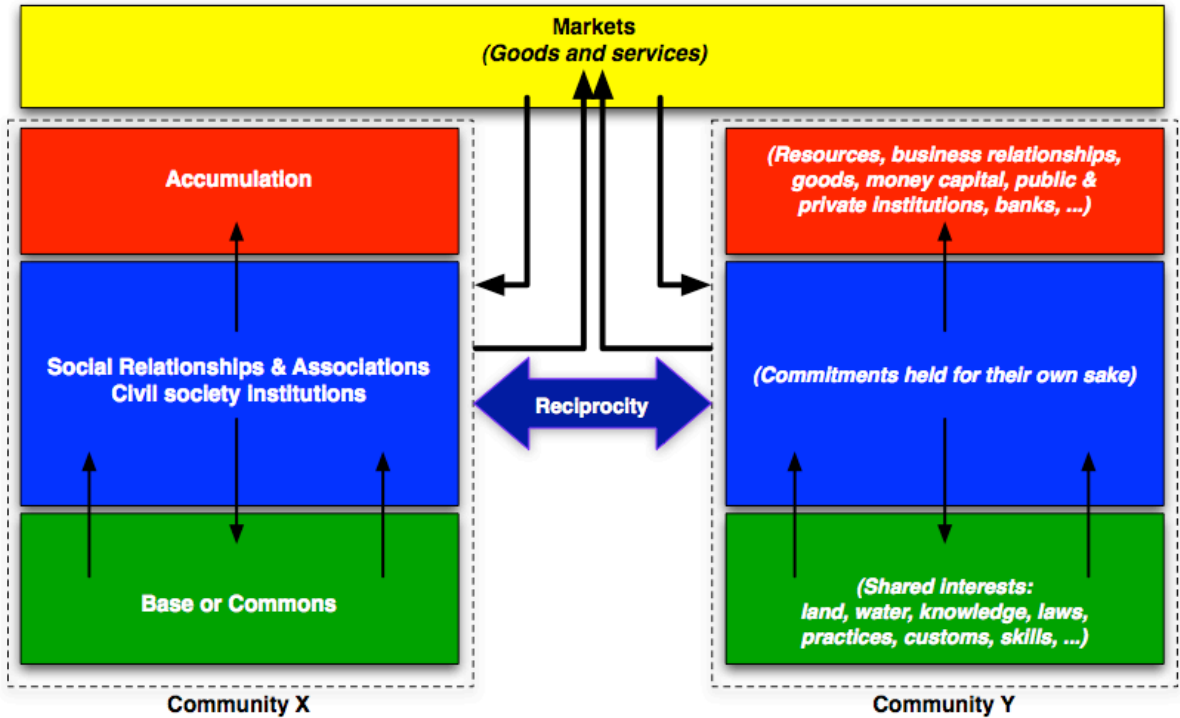 Markets
(Goods and services)
Accumulation
(Resources, business relationships,
goods, money capital, public &
private institutions, banks, ...)
Social Relationships & Associations
Civil society institutions
Reciprocity
(Commitments held for their own sake)
Base or Commons
(Shared interests:
land, water, knowledge, laws,
practices, customs, skills, ...)
Community X
Community Y